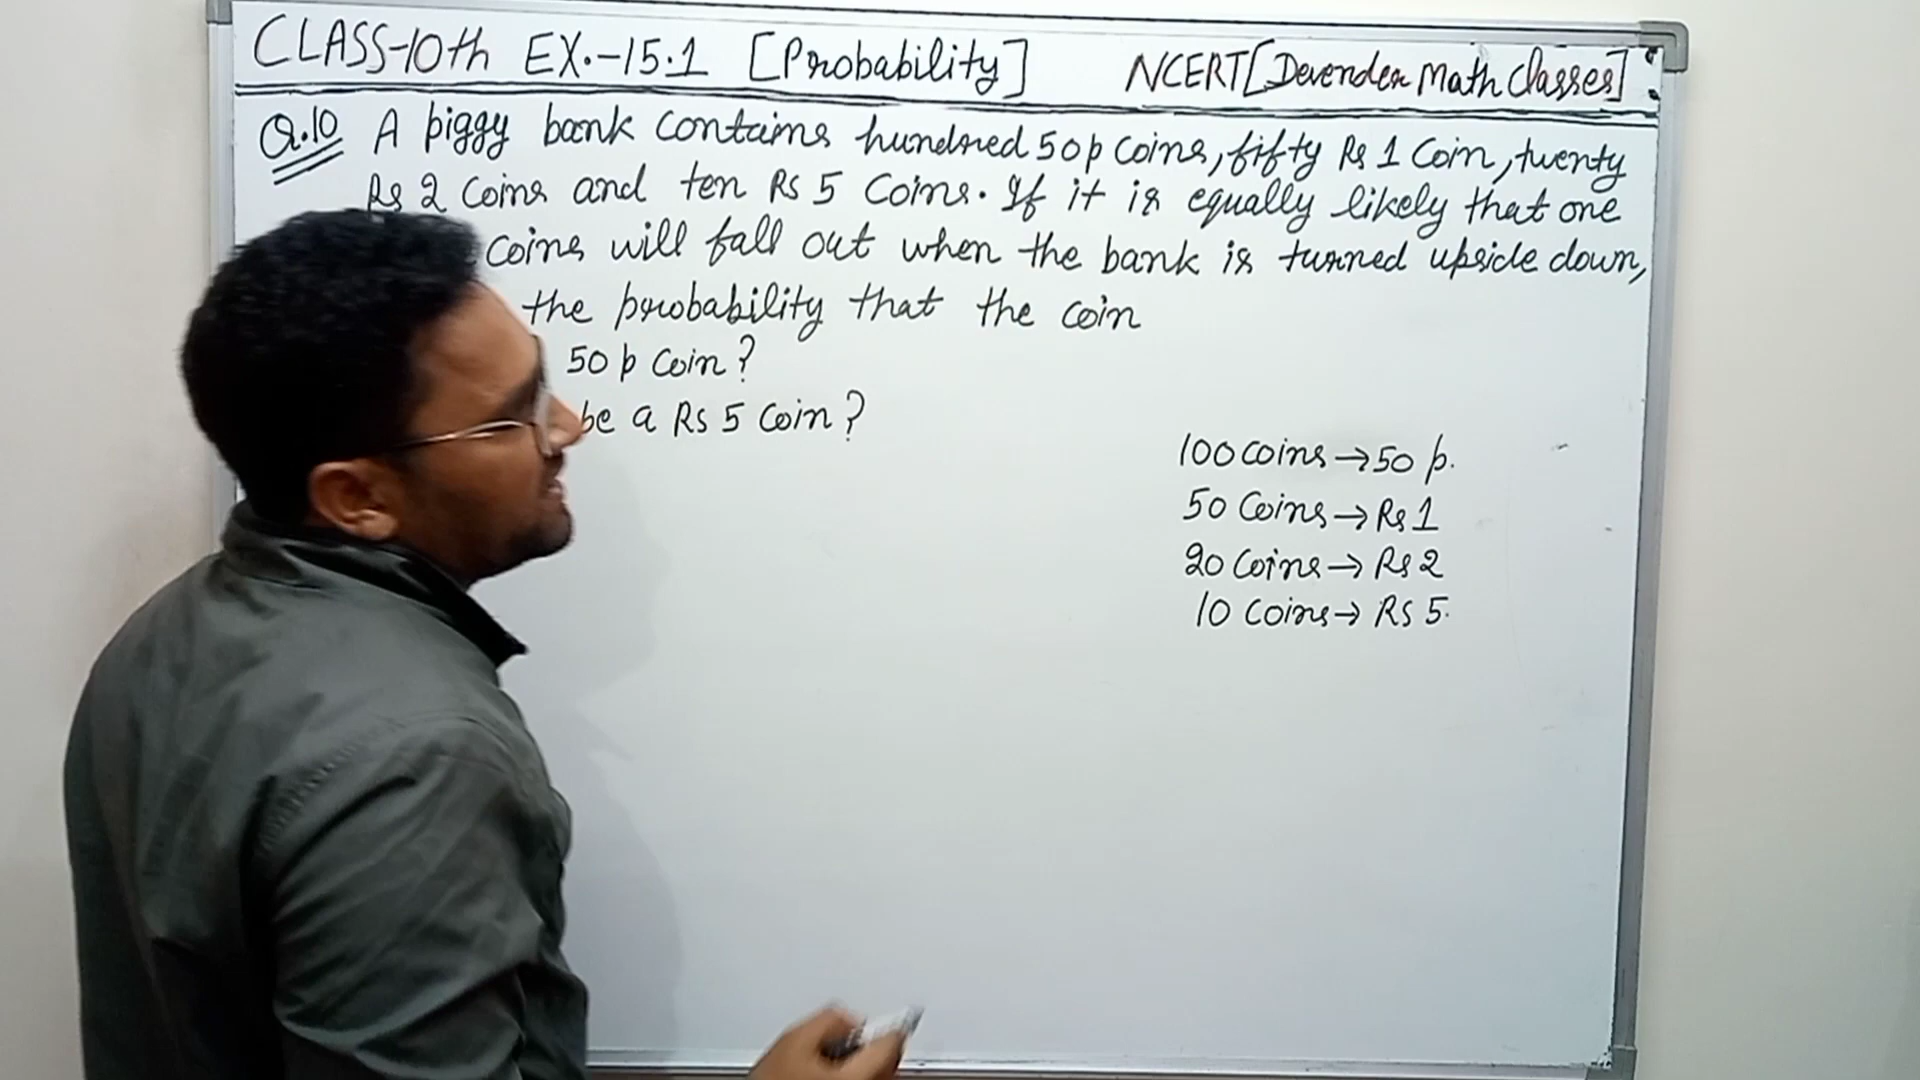 CLASS-10th EX.-15.1 [Probability] NCERT [Devender Math Classes]
Q.10 A piggy bank contains hundred 50p coins, fifty Rs 1 Coin, twenty
Rs 2 Coins and ten Rs 5 Coins. If it is equally likely that one
coins will fall out when the bank is turned upside down,
the probability that the coin
50 p Coin?
be a Rs 5 Coin?
100 coins → 50 p.
50 Coins → Rs 1
20 Coins → Rs 2
10 Coins → RS 5.